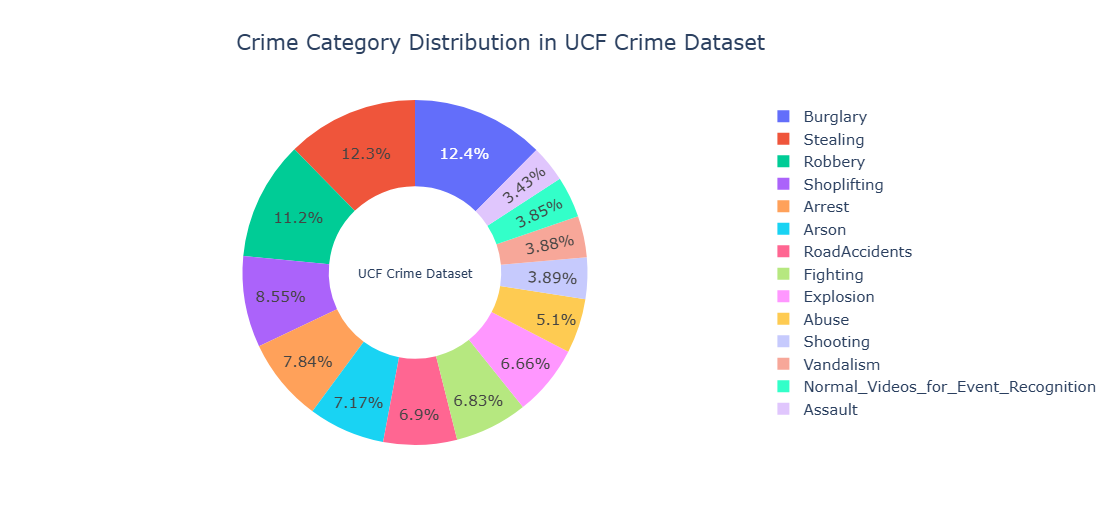 Crime Category Distribution in UCF Crime Dataset
12.4%
12.3%
11.2%
8.55%
7.84%
7.17%
6.9%
6.83%
6.66%
5.1%
3.89%
3.88%
3.85%
3.43%
UCF Crime Dataset
Burglary
Stealing
Robbery
Shoplifting
Arrest
Arson
RoadAccidents
Fighting
Explosion
Abuse
Shooting
Vandalism
Normal_Videos_for_Event_Recognition
Assault